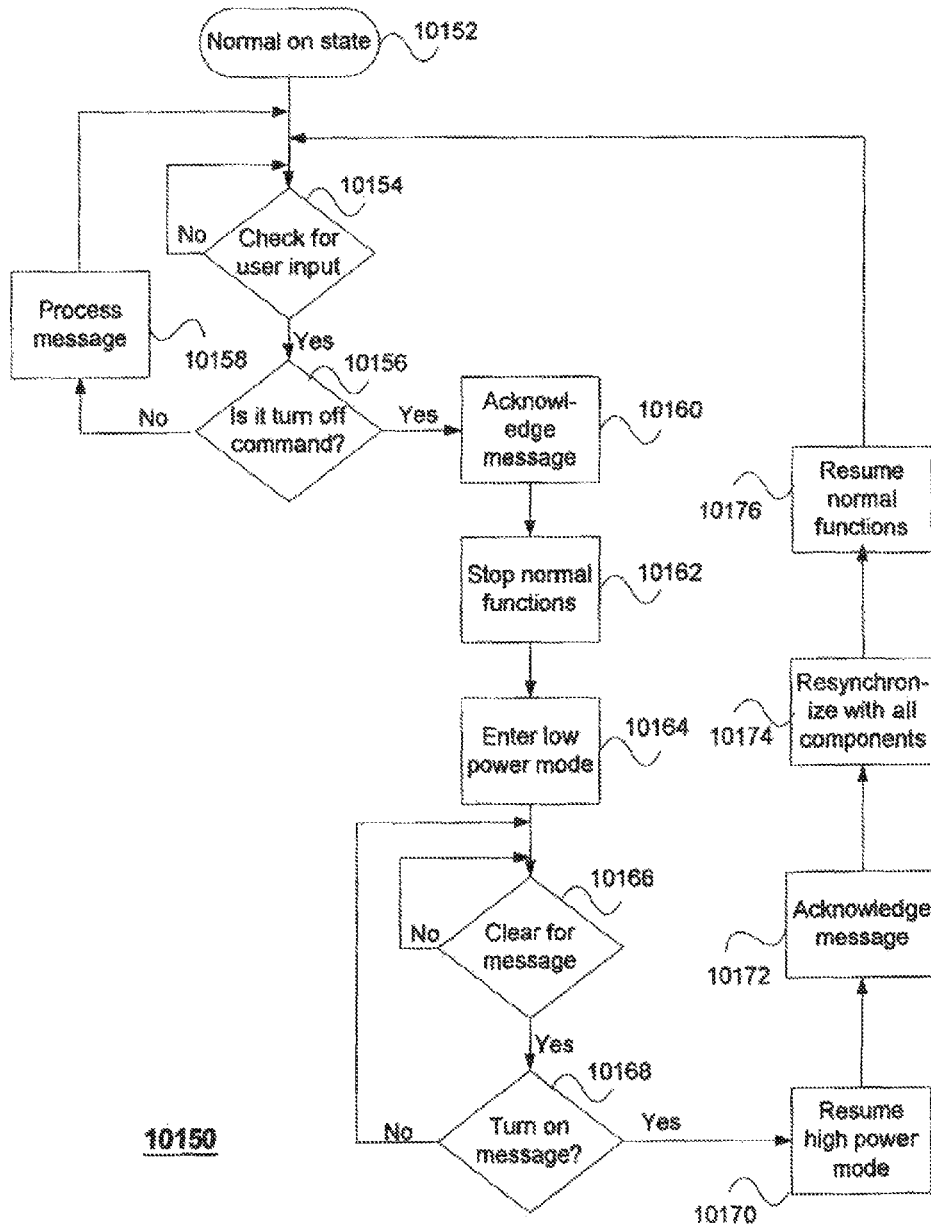 Normal on state
10152
10154
No
Check for
user input
Process
message
10158
Yes
10156
No
Is it turn off
command?
Yes
Acknowl-
edge
message
10160
Resume
normal
functions
10176
Stop normal
functions
10162
Resynchron-
ize with all
components
10174
Enter low
power mode
10164
10166
No
Clear for
message
Acknowledge
message
10172
Yes
10168
No
Turn on
message?
Yes
Resume
high power
mode
10170
10150